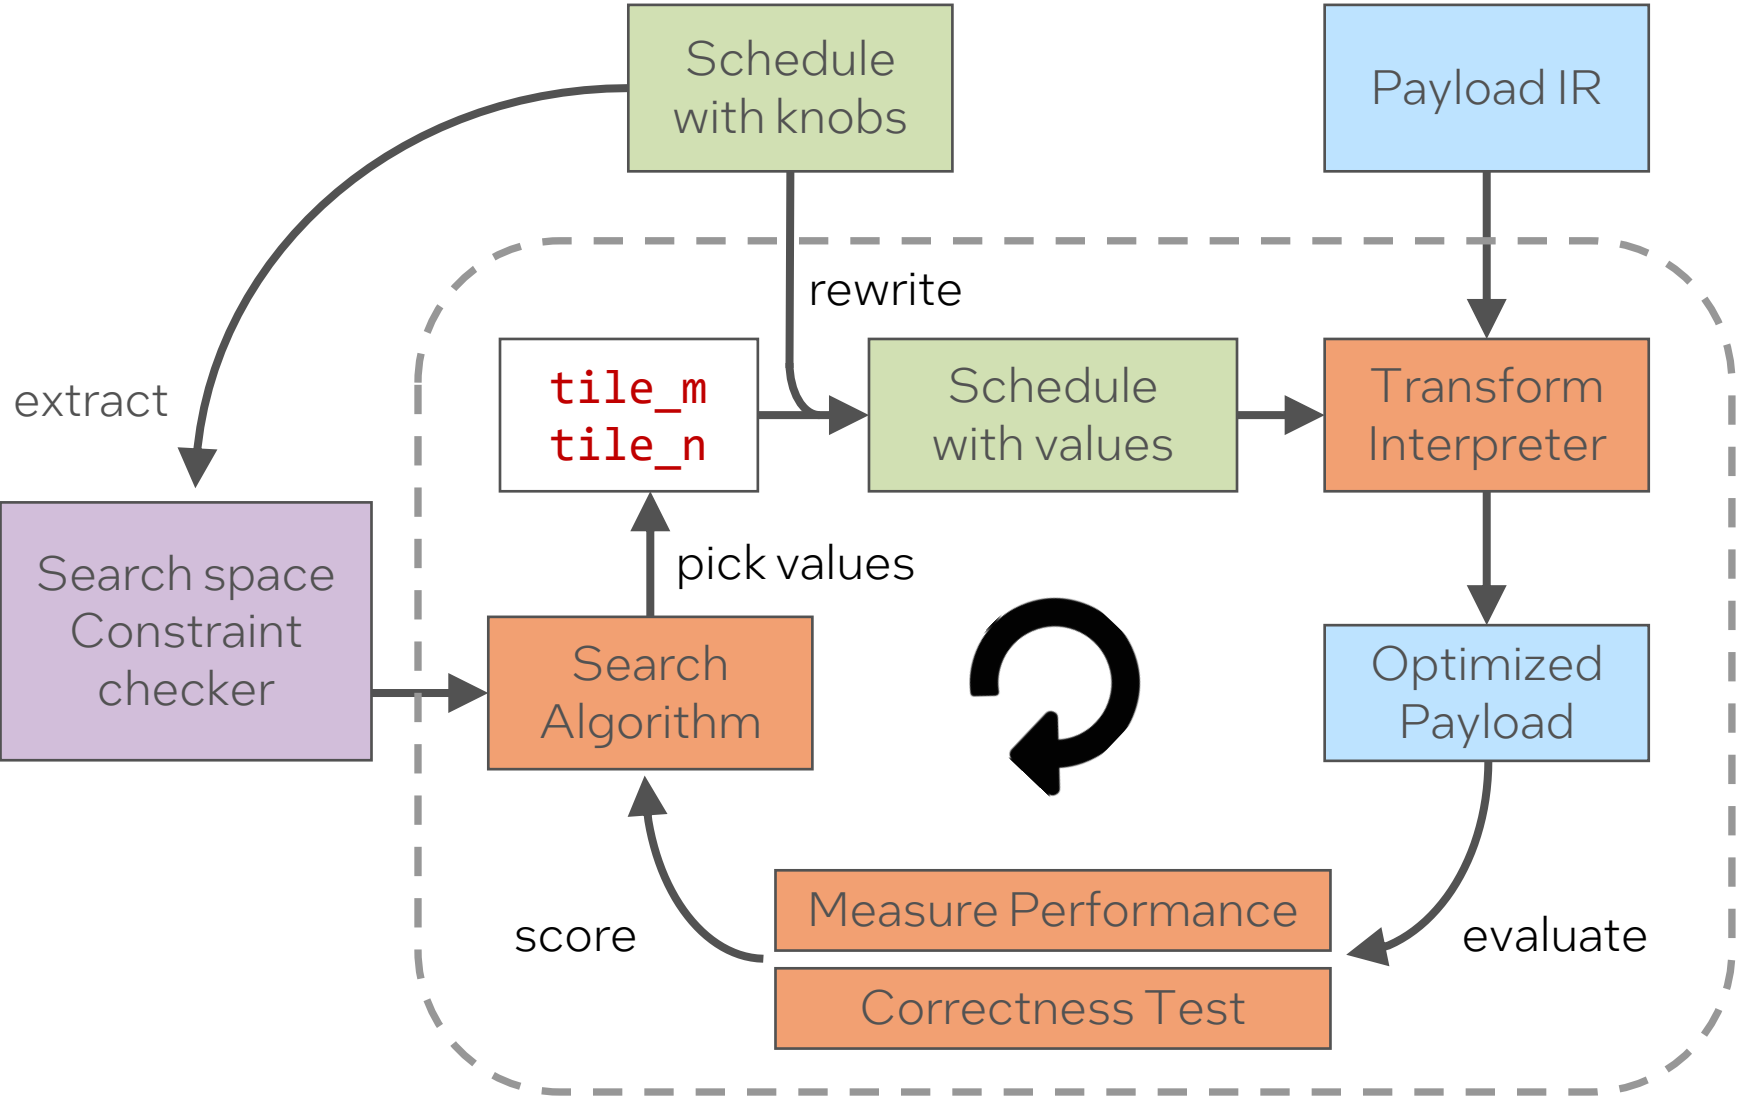 Schedule
with knobs
Payload IR
rewrite
extract
tile_m
tile_n
Schedule
with values
Transform
Interpreter
pick values
Search space
Constraint
checker
Search
Algorithm
Optimized
Payload
Measure Performance
score
evaluate
Correctness Test